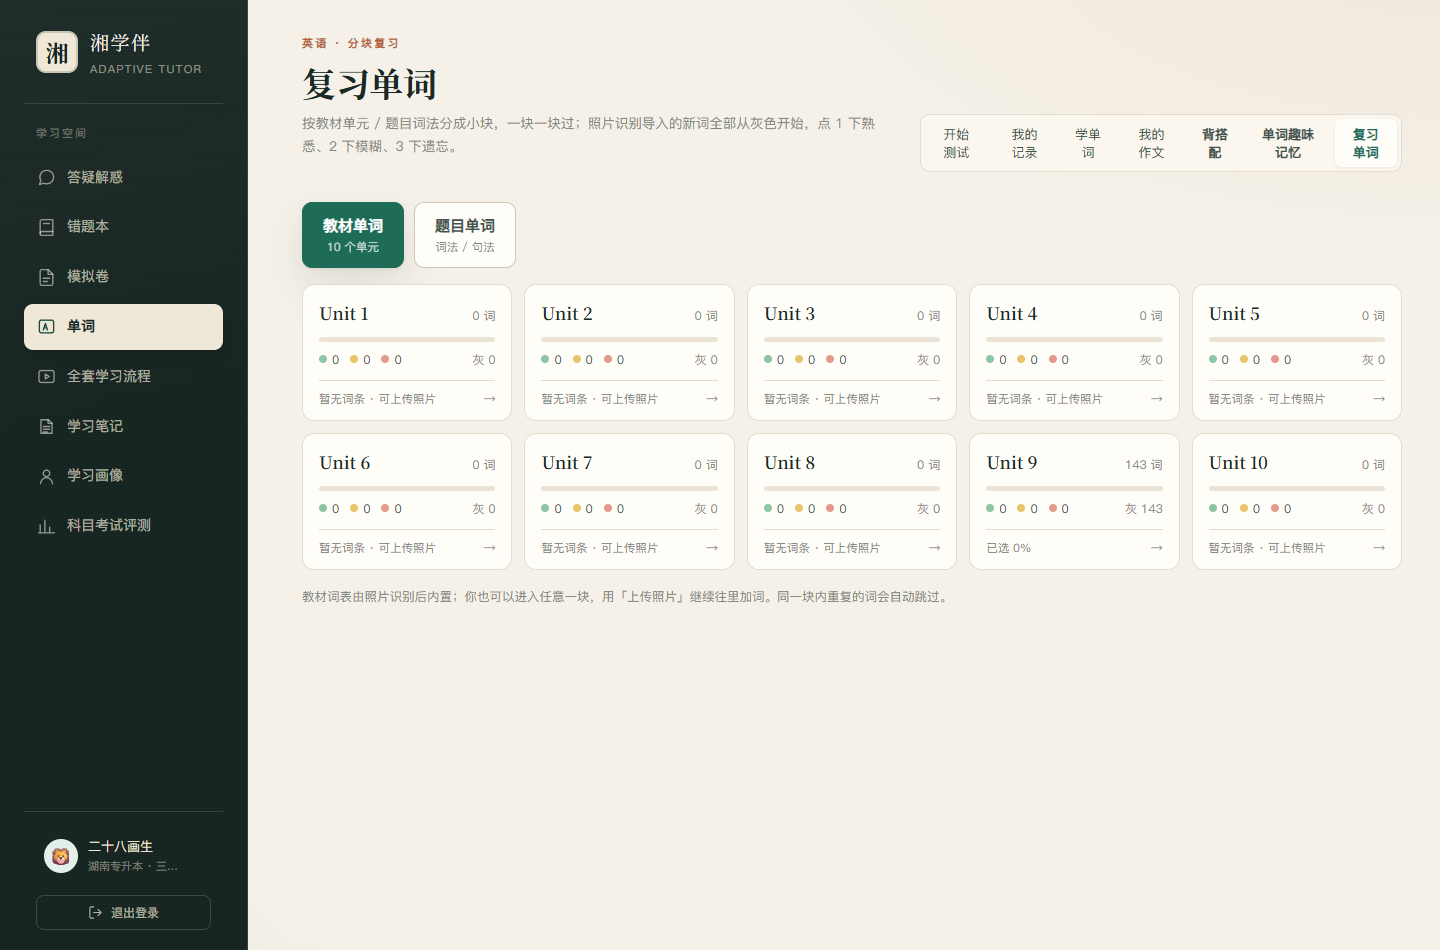 湘
湘学伴
ADAPTIVE TUTOR
学习空间
答疑解惑
错题本
模拟卷
单词
全套学习流程
学习笔记
学习画像
科目考试评测
二十八画生
湖南专升本 · 三...
退出登录
英语 · 分块复习
复习单词
按教材单元 / 题目词法分成小块，一块一块过；照片识别导入的新词全部从灰色开始，点 1 下熟
悉、2 下模糊、3 下遗忘。
开始
测试
我的
记录
学单
词
我的
作文
背搭
配
单词趣味
记忆
复习
单词
教材单词
10 个单元
题目单词
词法 / 句法
Unit 1 0 词
0 0 0 灰 0
暂无词条 · 可上传照片 →
Unit 2 0 词
0 0 0 灰 0
暂无词条 · 可上传照片 →
Unit 3 0 词
0 0 0 灰 0
暂无词条 · 可上传照片 →
Unit 4 0 词
0 0 0 灰 0
暂无词条 · 可上传照片 →
Unit 5 0 词
0 0 0 灰 0
暂无词条 · 可上传照片 →
Unit 6 0 词
0 0 0 灰 0
暂无词条 · 可上传照片 →
Unit 7 0 词
0 0 0 灰 0
暂无词条 · 可上传照片 →
Unit 8 0 词
0 0 0 灰 0
暂无词条 · 可上传照片 →
Unit 9 143 词
0 0 0 灰 143
已选 0% →
Unit 10 0 词
0 0 0 灰 0
暂无词条 · 可上传照片 →
教材词表由照片识别后内置；你也可以进入任意一块，用「上传照片」继续往里加词。同一块内重复的词会自动跳过。